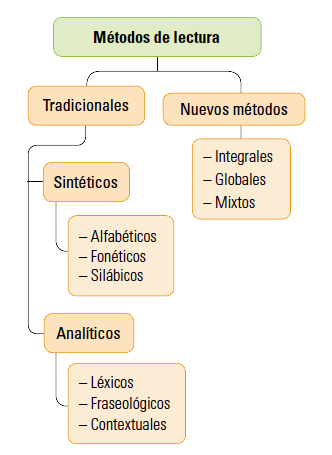 Métodos de lectura
Tradicionales
Nuevos métodos
– Integrales
– Globales
– Mixtos
Sintéticos
– Alfabéticos
– Fonéticos
– Silábicos
Analíticos
– Léxicos
– Fraseológicos
– Contextuales